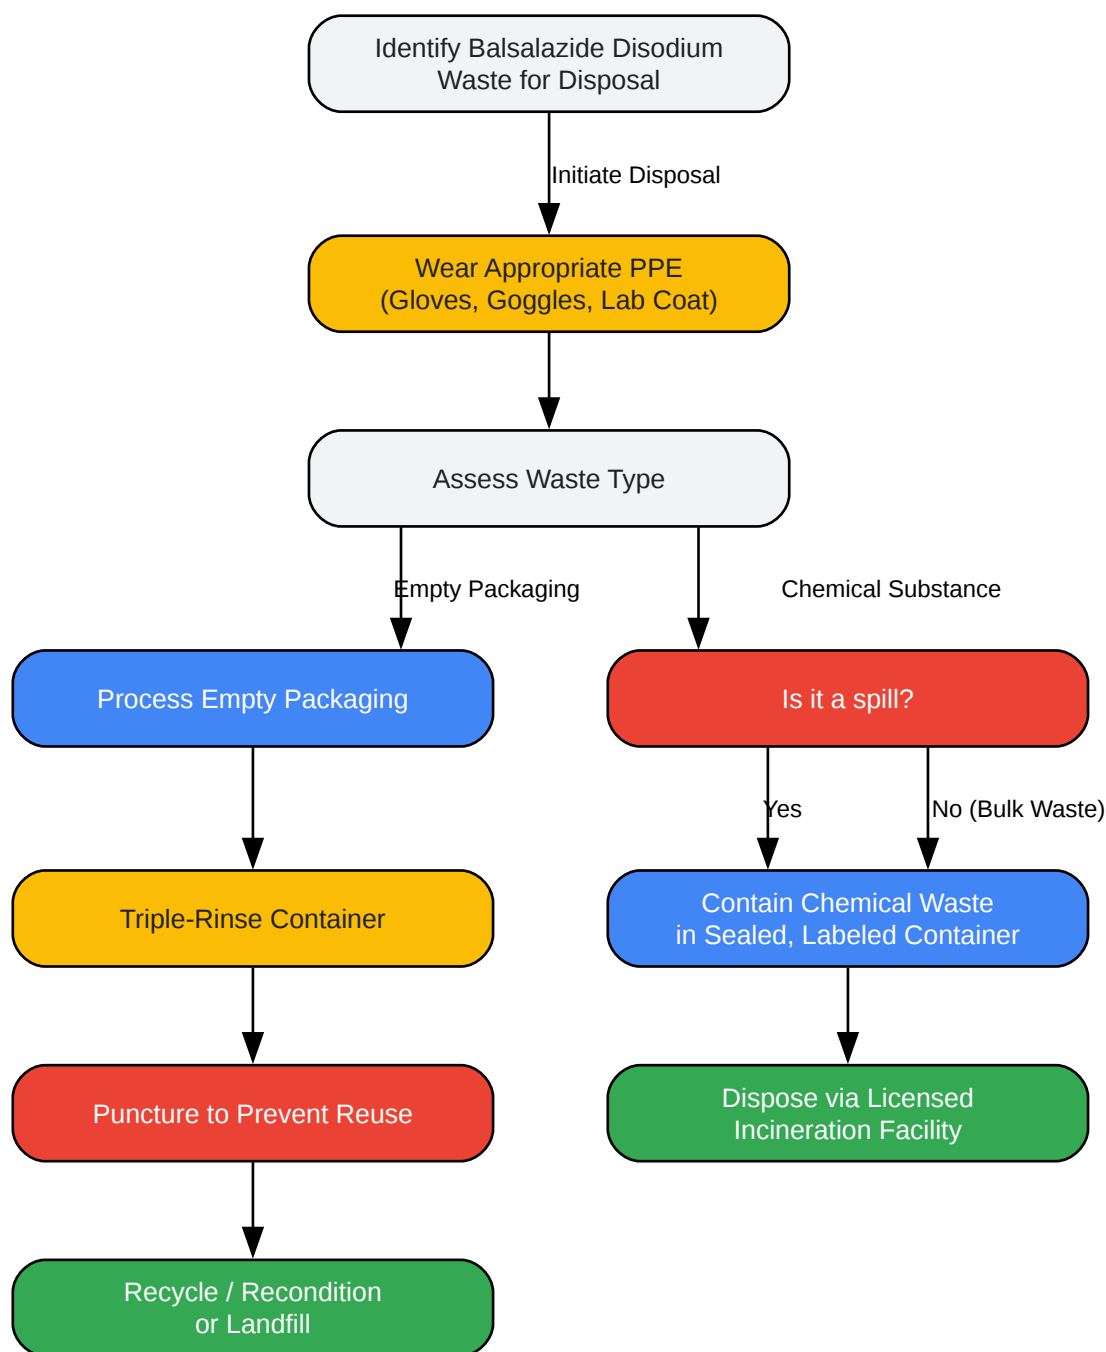 Identify Balsalazide Disodium
Waste for Disposal
Initiate Disposal
Wear Appropriate PPE
(Gloves, Goggles, Lab Coat)
Assess Waste Type
Empty Packaging
Chemical Substance
Process Empty Packaging
Is it a spill?
Yes
No (Bulk Waste)
Triple-Rinse Container
Contain Chemical Waste
in Sealed, Labeled Container
Puncture to Prevent Reuse
Dispose via Licensed
Incineration Facility
Recycle / Recondition
or Landfill